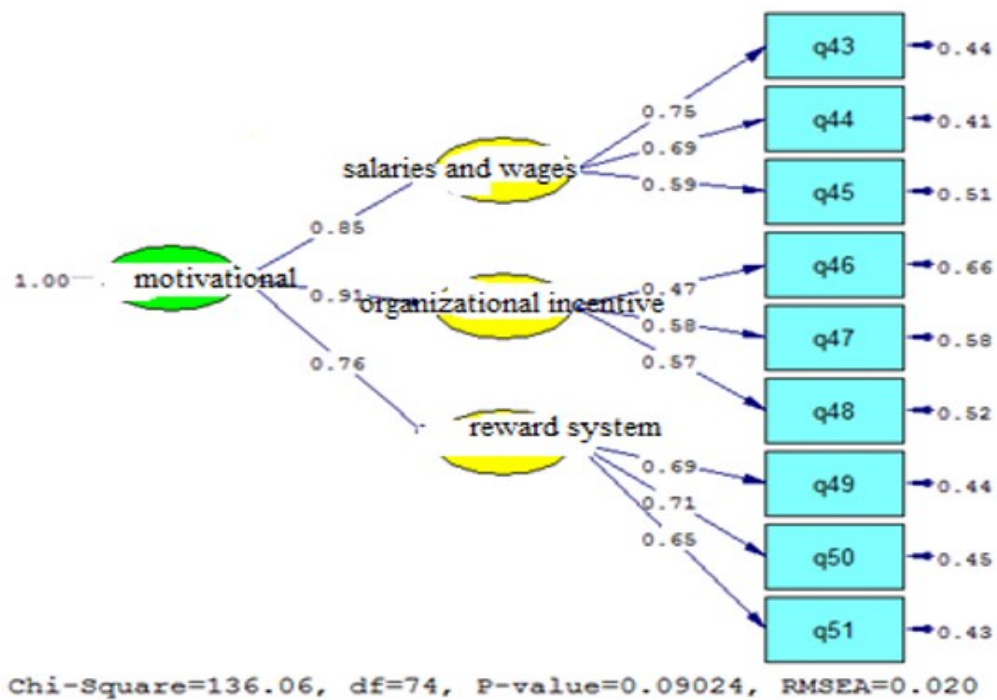 q43
0.44
0.75
q44
0.41
0.69
salaries and wages
0.59
q45
0.51
0.85
q46
0.66
1.00
motivational
0.47
0.91
organizational incentive
0.58
q47
0.58
0.76
0.57
q48
0.52
reward system
0.69
q49
0.44
0.71
0.65
q50
0.45
q51
0.43
Chi-Square=136.06, df=74, P-value=0.09024, RMSEA=0.020